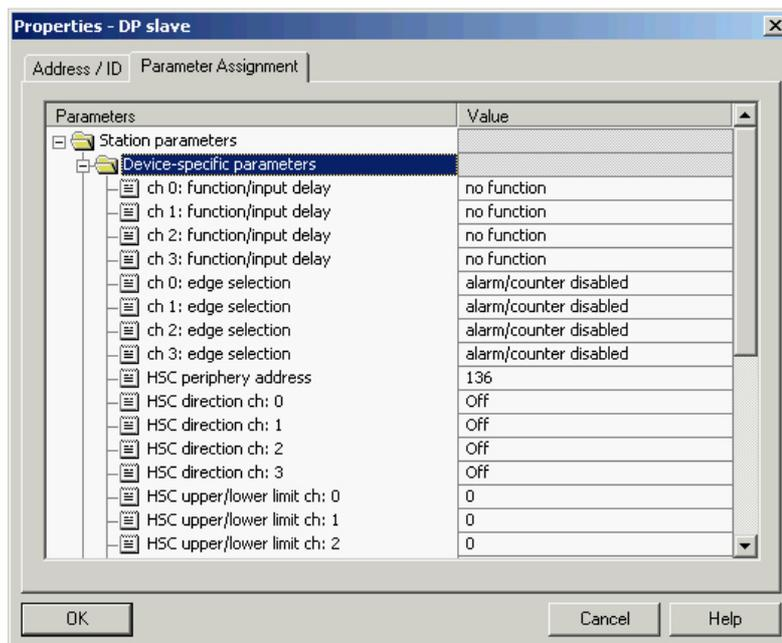 Properties - DP slave
Address / ID Parameter Assignment
Parameters Value
Station parameters
Device-specific parameters
ch 0: function/input delay no function
ch 1: function/input delay no function
ch 2: function/input delay no function
ch 3: function/input delay no function
ch 0: edge selection alarm/counter disabled
ch 1: edge selection alarm/counter disabled
ch 2: edge selection alarm/counter disabled
ch 3: edge selection alarm/counter disabled
HSC periphery address 136
HSC direction ch: 0 Off
HSC direction ch: 1 Off
HSC direction ch: 2 Off
HSC direction ch: 3 Off
HSC upper/lower limit ch: 0 0
HSC upper/lower limit ch: 1 0
HSC upper/lower limit ch: 2 0
OK Cancel Help